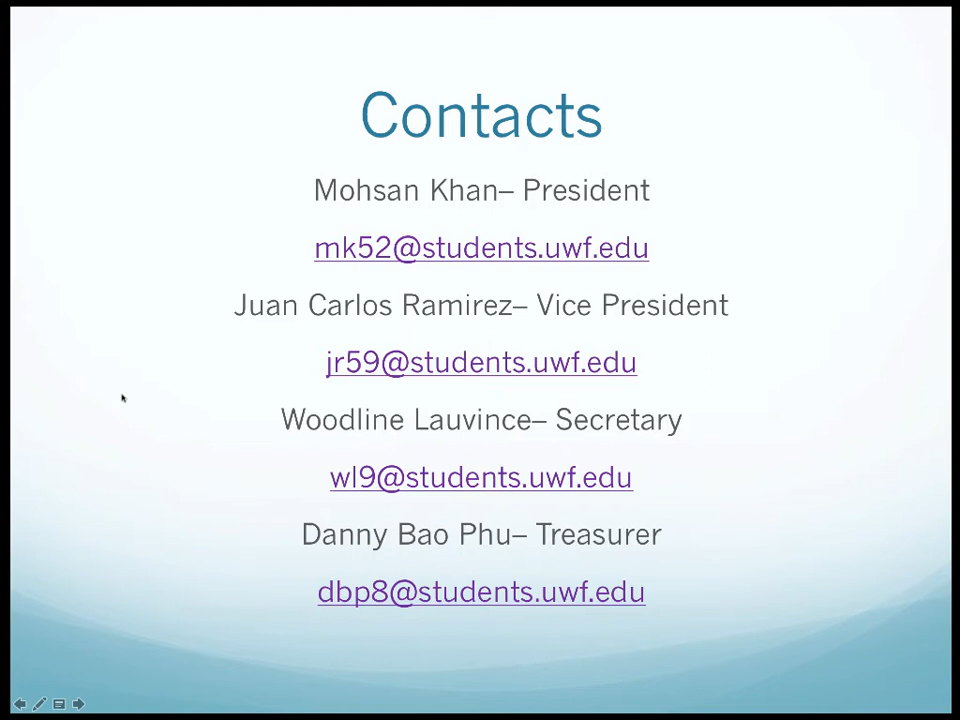 Contacts
Mohsan Khan– President
mk52@students.uwf.edu
Juan Carlos Ramirez– Vice President
jr59@students.uwf.edu
Woodline Lauvince– Secretary
wl9@students.uwf.edu
Danny Bao Phu– Treasurer
dbp8@students.uwf.edu